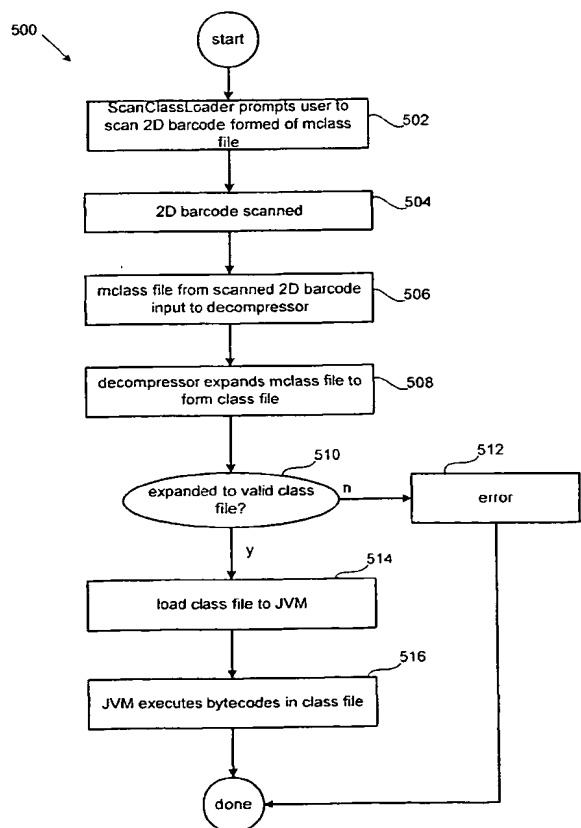 500
start
ScanClassLoader prompts user to
scan 2D barcode formed of mclass
file
502
2D barcode scanned
504
mclass file from scanned 2D barcode
input to decompressor
506
decompressor expands mclass file to
form class file
508
510
expanded to valid class
file?
n
512
error
y
514
load class file to JVM
516
JVM executes bytecodes in class file
done